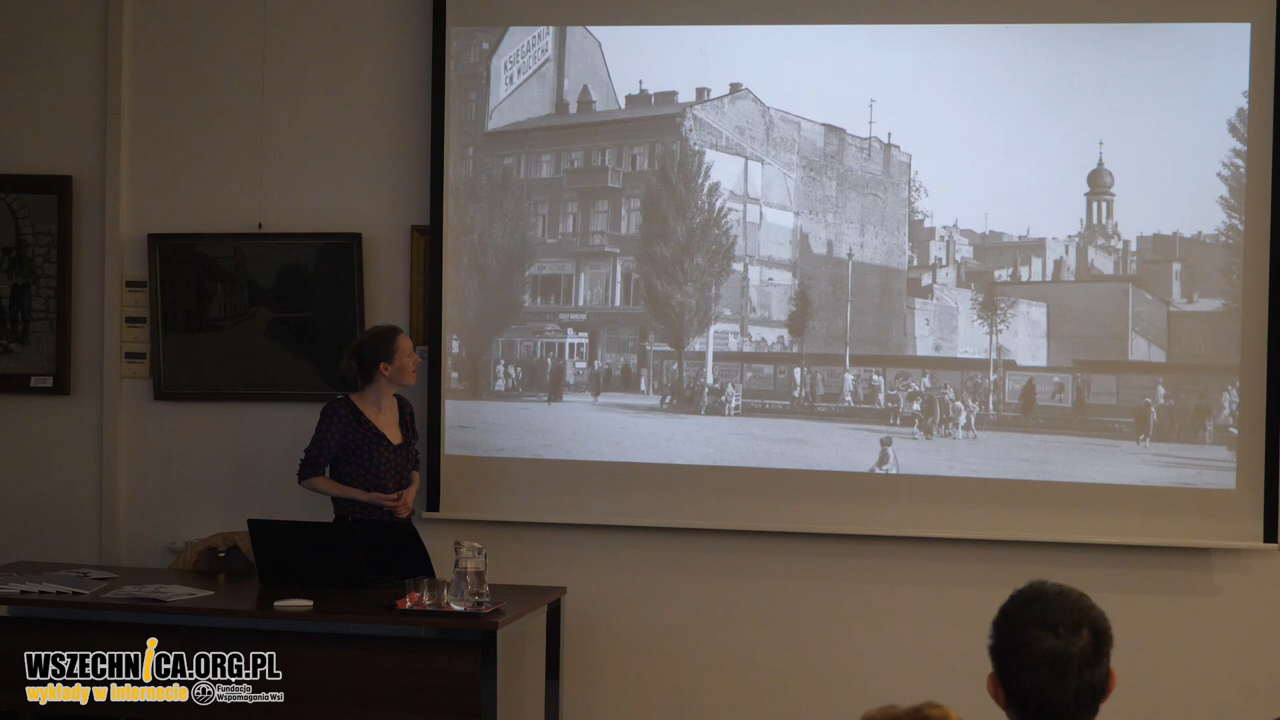 KSIĘGARNIA
ŚW. WOJCIECHA
WSZECHNICA.ORG.PL
wykłady w internecie
Fundacja
Wspomagania Wsi